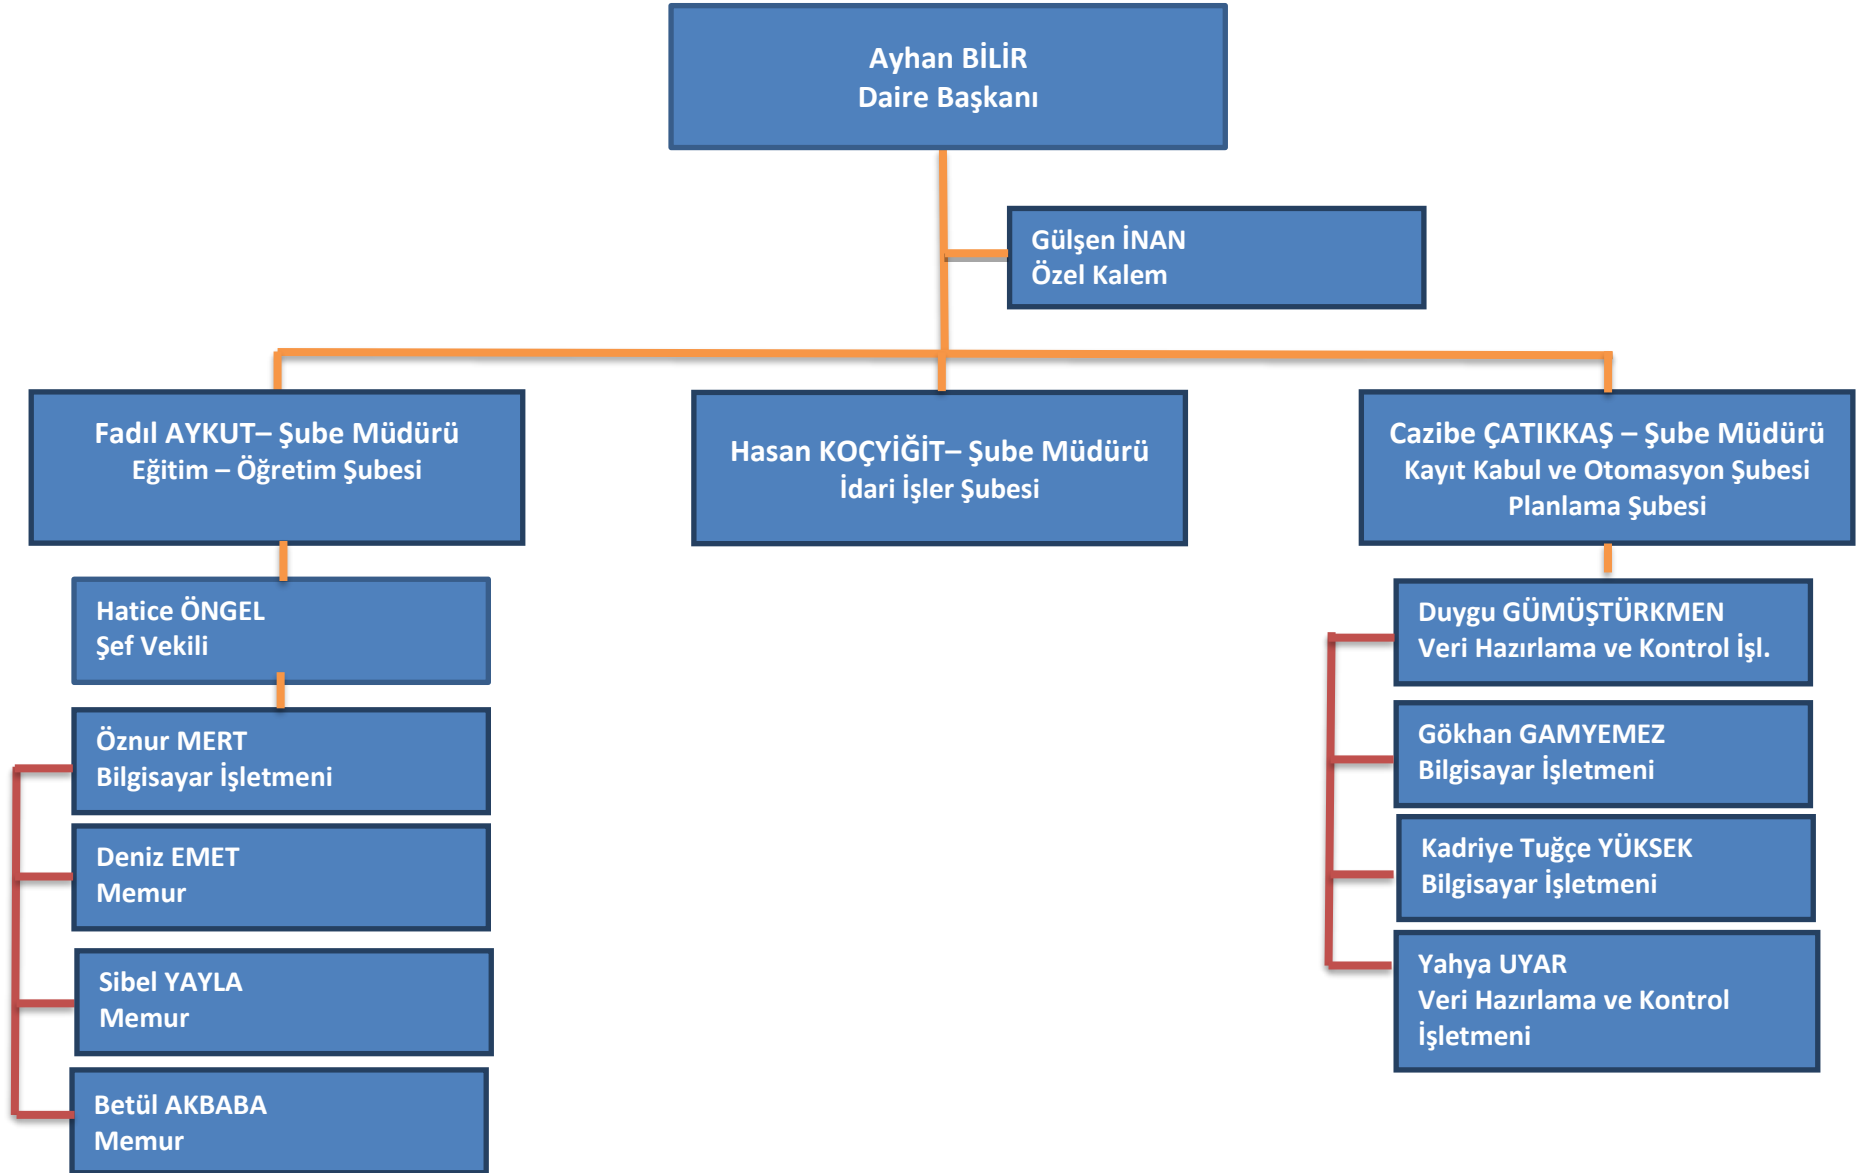 Ayhan BİLİR
Daire Başkanı
Gülşen İNAN
Özel Kalem
Fadıl AYKUT– Şube Müdürü
Eğitim – Öğretim Şubesi
Hasan KOÇYİĞİT– Şube Müdürü
İdari İşler Şubesi
Cazibe ÇATIKKAŞ – Şube Müdürü
Kayıt Kabul ve Otomasyon Şubesi
Planlama Şubesi
Hatice ÖNGEL
Şef Vekili
Öznur MERT
Bilgisayar İşletmeni
Deniz EMET
Memur
Sibel YAYLA
Memur
Betül AKBABA
Memur
Duygu GÜMÜŞTÜRKMEN
Veri Hazırlama ve Kontrol İşl.
Gökhan GAMYEMEZ
Bilgisayar İşletmeni
Kadriye Tuğçe YÜKSEK
Bilgisayar İşletmeni
Yahya UYAR
Veri Hazırlama ve Kontrol
İşletmeni